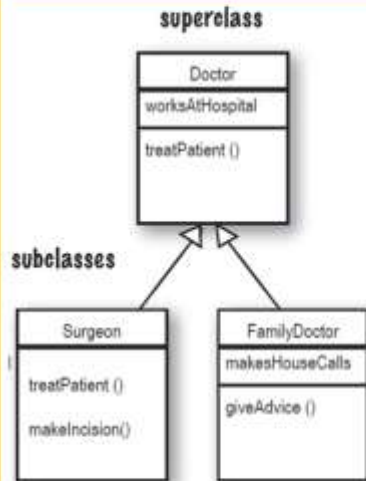 superclass
Doctor
worksAtHospital
treatPatient ()
subclasses
Surgeon
treatPatient ()
makeIncision()
FamilyDoctor
makesHouseCalls
giveAdvice ()